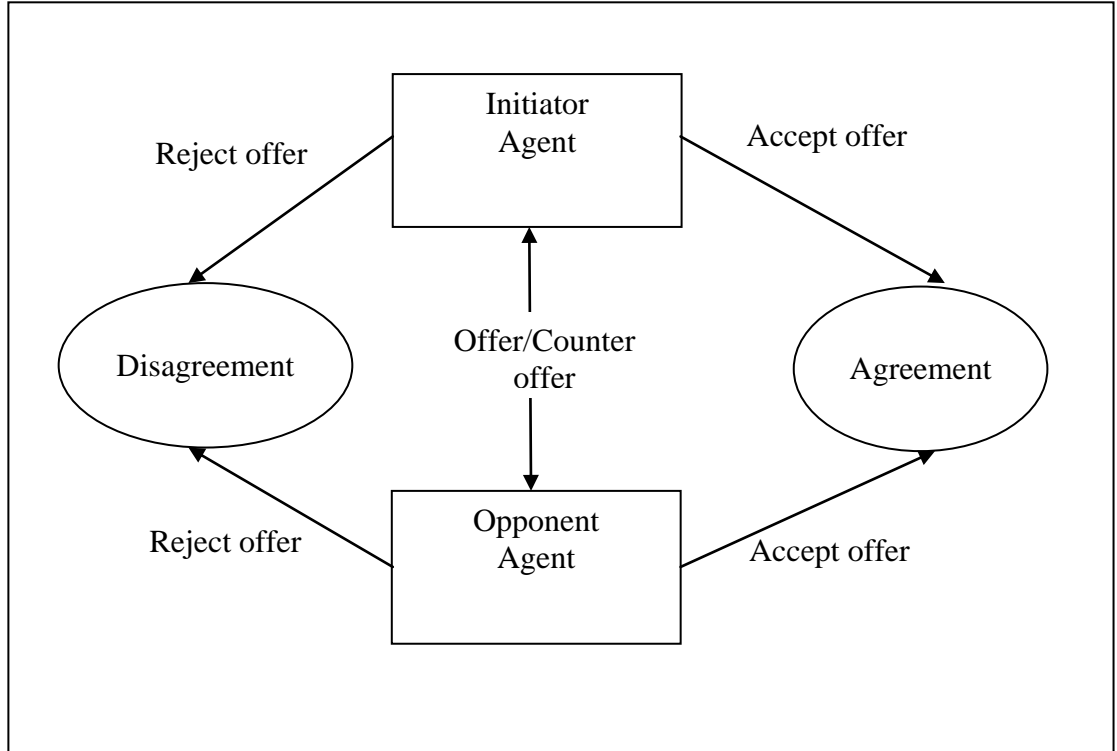 Initiator
Agent
Reject offer
Accept offer
Offer/Counter
offer
Disagreement
Agreement
Opponent
Agent
Reject offer
Accept offer